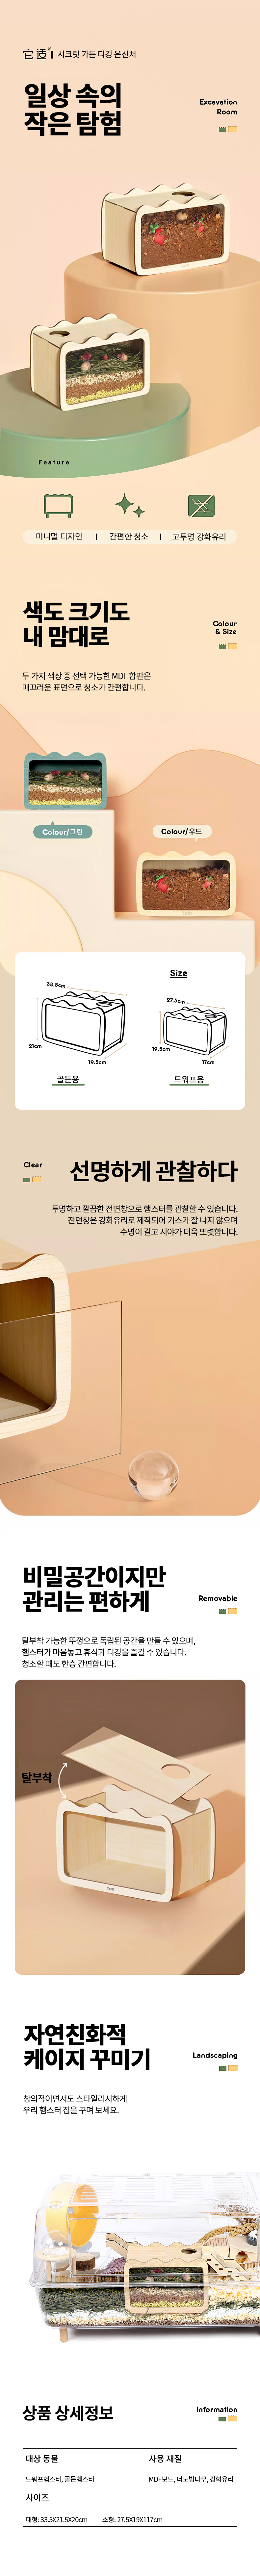 它适 | 시크릿 가든 디깅 은신처
일상 속의
작은 탐험
Excavation
Room
Feature
미니멀 디자인 | 간편한 청소 | 고투명 강화유리
색도 크기도
내 맘대로
Colour
& Size
두 가지 색상 중 선택 가능한 MDF 합판은
매끄러운 표면으로 청소가 간편합니다.
Colour/그린
Colour/우드
Size
33.5cm
21cm
19.5cm
골든용
27.5cm
19.5cm
17cm
드워프용
Clear
선명하게 관찰하다
투명하고 깔끔한 전면창으로 햄스터를 관찰할 수 있습니다.
전면창은 강화유리로 제작되어 기스가 잘 나지 않으며
수명이 길고 시야가 더욱 또렷합니다.
비밀공간이지만
관리는 편하게
Removable
탈부착 가능한 뚜껑으로 독립된 공간을 만들 수 있으며,
햄스터가 마음놓고 휴식과 디깅을 즐길 수 있습니다.
청소할 때도 한층 간편합니다.
탈부착
자연친화적
케이지 꾸미기
Landscaping
창의적이면서도 스타일리시하게
우리 햄스터 집을 꾸며 보세요.
상품 상세정보
Information
대상 동물
사용 재질
드워프햄스터, 골든햄스터
MDF보드, 너도밤나무, 강화유리
사이즈
대형: 33.5X21.5X20cm 소형: 27.5X19X117cm